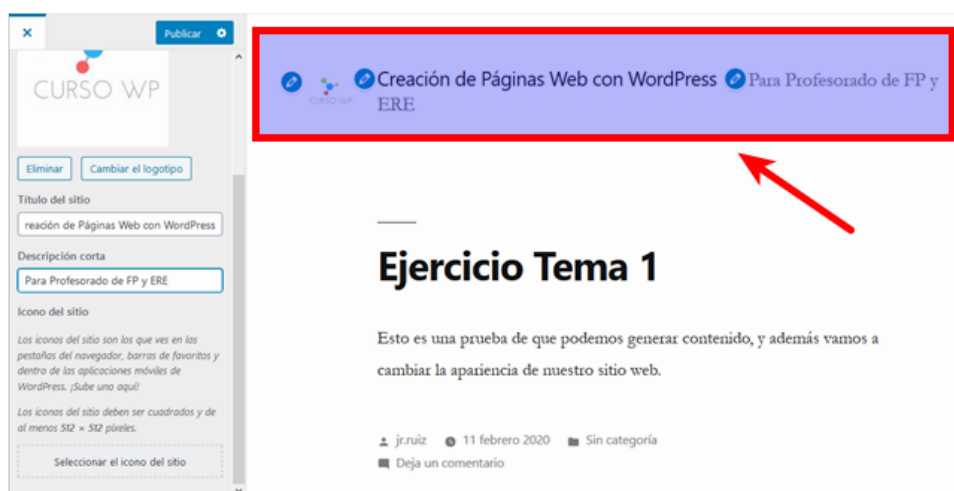 Publicar
CURSO WP
Eliminar
Cambiar el logotipo
Título del sitio
reación de Páginas Web con WordPress
Descripción corta
Para Profesorado de FP y ERE
Icono del sitio
Los iconos del sitio son los que ves en las
pestañas del navegador, barras de favoritos y
dentro de las aplicaciones móviles de
WordPress. ¡Sube uno aquí!
Los iconos del sitio deben ser cuadrados y de
al menos 512 × 512 píxeles.
Seleccionar el icono del sitio
CURSO WP
Creación de Páginas Web con WordPress
Para Profesorado de FP y
ERE
Ejercicio Tema 1
Esto es una prueba de que podemos generar contenido, y además vamos a
cambiar la apariencia de nuestro sitio web.
jr.ruiz 11 febrero 2020 Sin categoría
Deja un comentario